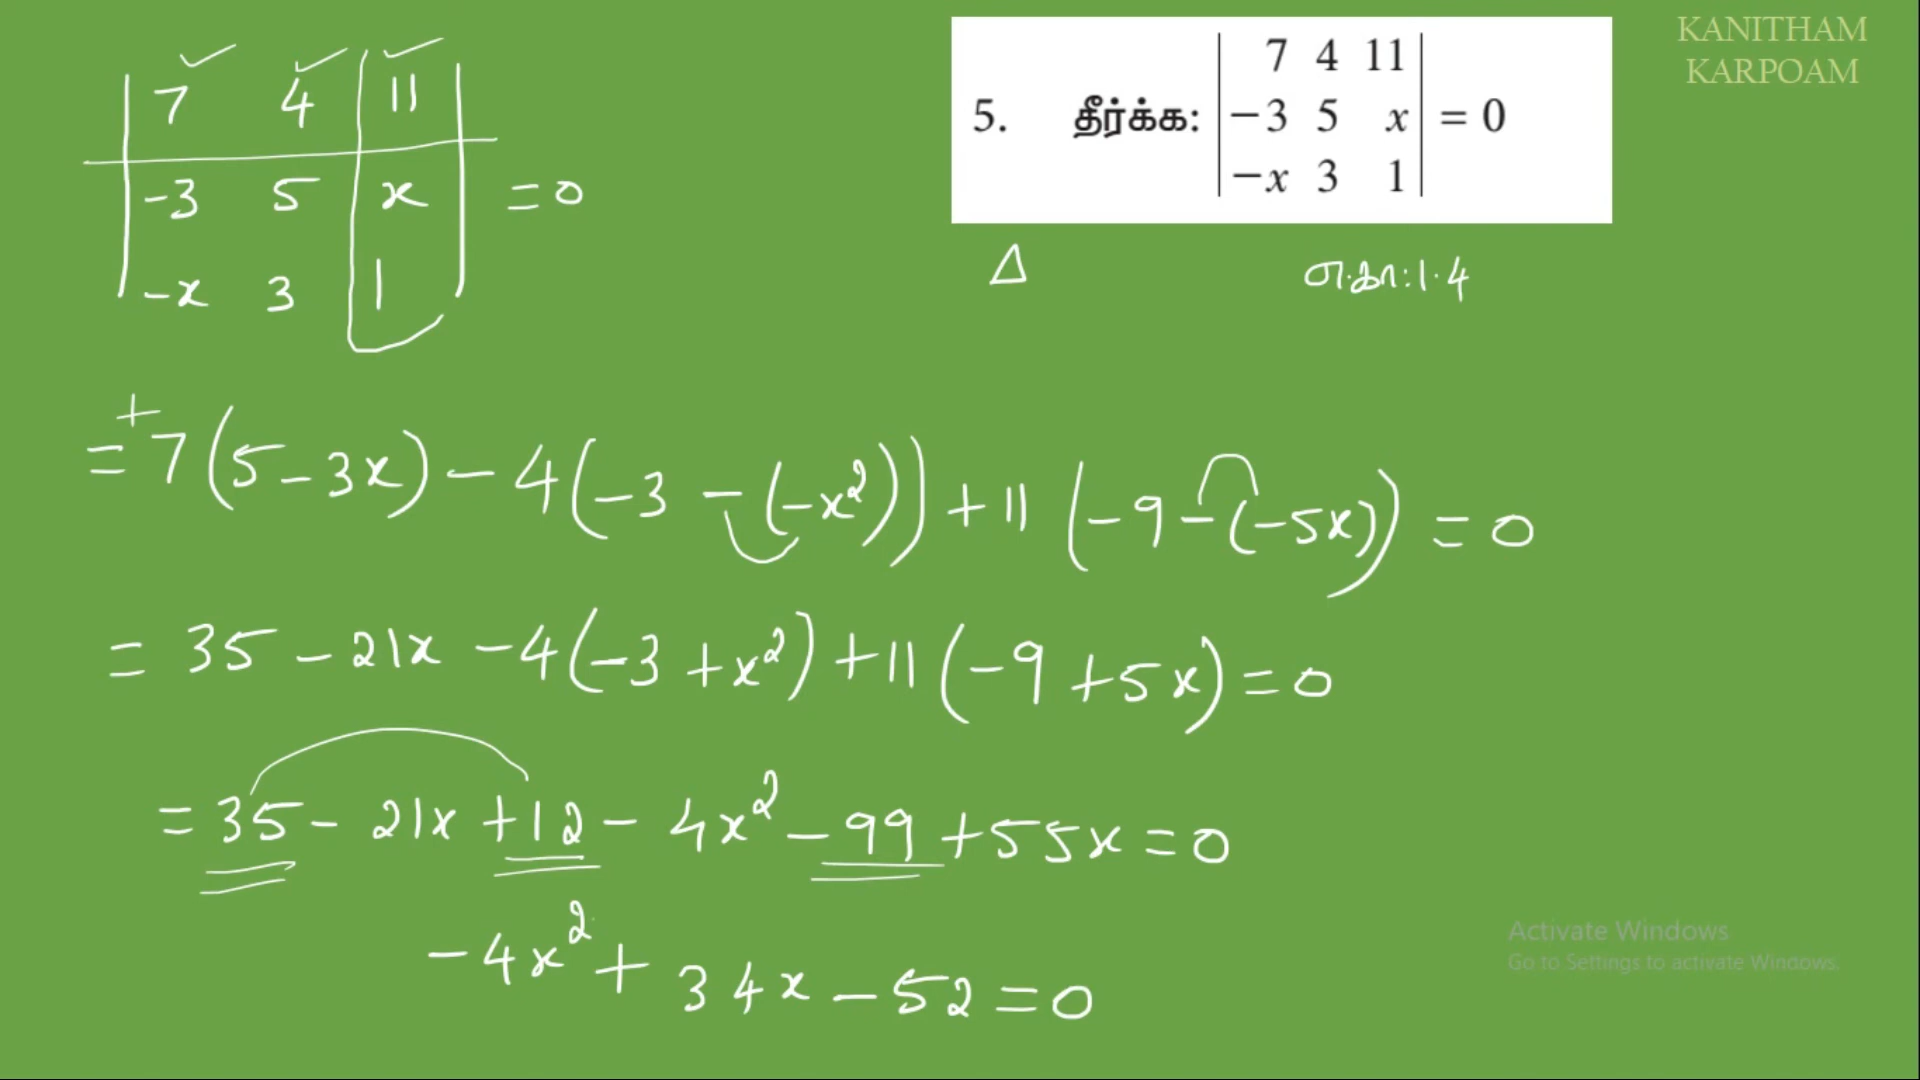 KANITHAM
KARPOAM
7 4 11
5. தீர்க்க: -3 5 x = 0
-x 3 1
7 4 11
-3 5 x = 0
-x 3 1
Δ எ.கா:1.4
= +7(5-3x) - 4(-3 - (-x²)) + 11(-9 - (-5x)) = 0
= 35 - 21x - 4(-3 + x²) + 11(-9 + 5x) = 0
= 35 - 21x + 12 - 4x² - 99 + 55x = 0
-4x² + 34x - 52 = 0
Activate Windows
Go to Settings to activate Windows.